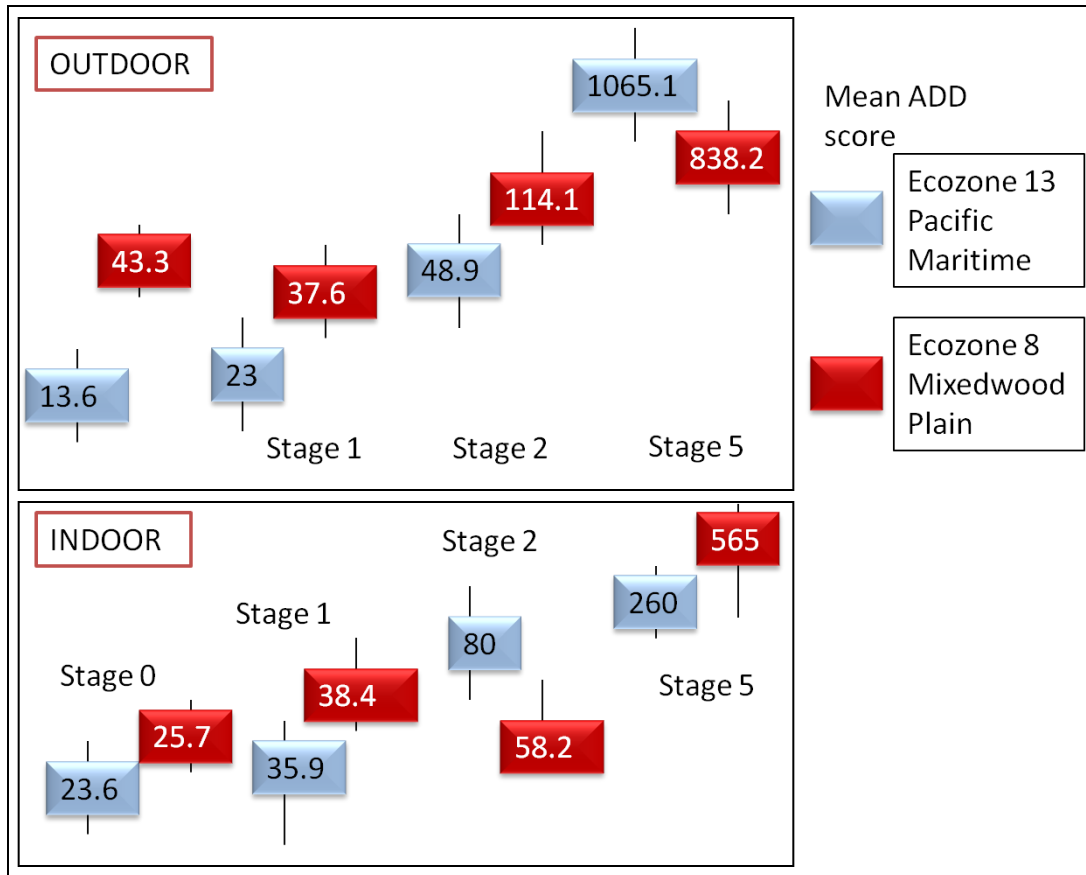 OUTDOOR
1065.1
838.2
114.1
43.3
48.9
37.6
23
13.6
Stage 1
Stage 2
Stage 5
Mean ADD
score
Ecozone 13
Pacific
Maritime
Ecozone 8
Mixedwood
Plain
INDOOR
Stage 2
565
260
Stage 1
80
Stage 0
38.4
Stage 5
25.7
58.2
35.9
23.6